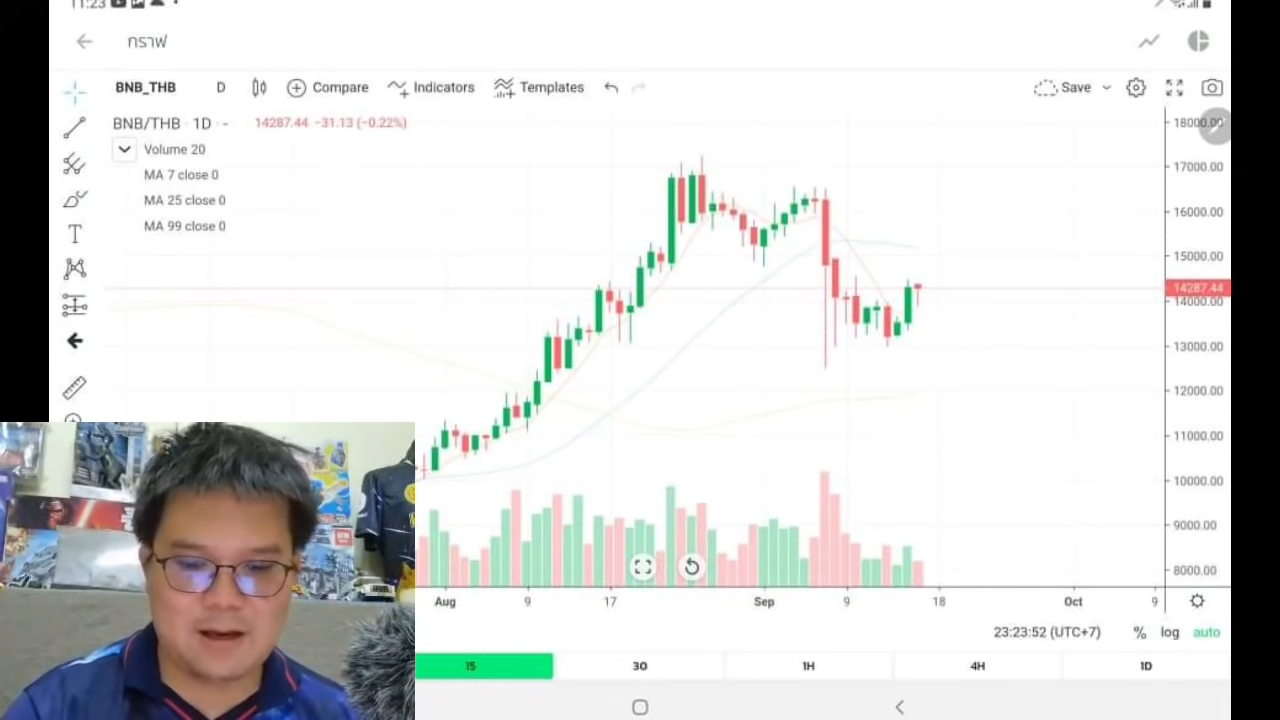 11:23
กราฟ
BNB_THB D Compare Indicators Templates Save
BNB/THB · 1D · - 14287.44 −31.13 (−0.22%)
Volume 20
MA 7 close 0
MA 25 close 0
MA 99 close 0
18000.00
17000.00
16000.00
15000.00
14287.44
14000.00
13000.00
12000.00
11000.00
10000.00
9000.00
8000.00
Aug 9 17 Sep 9 18 Oct 9
23:23:52 (UTC+7) % log auto
15 30 1H 4H 1D